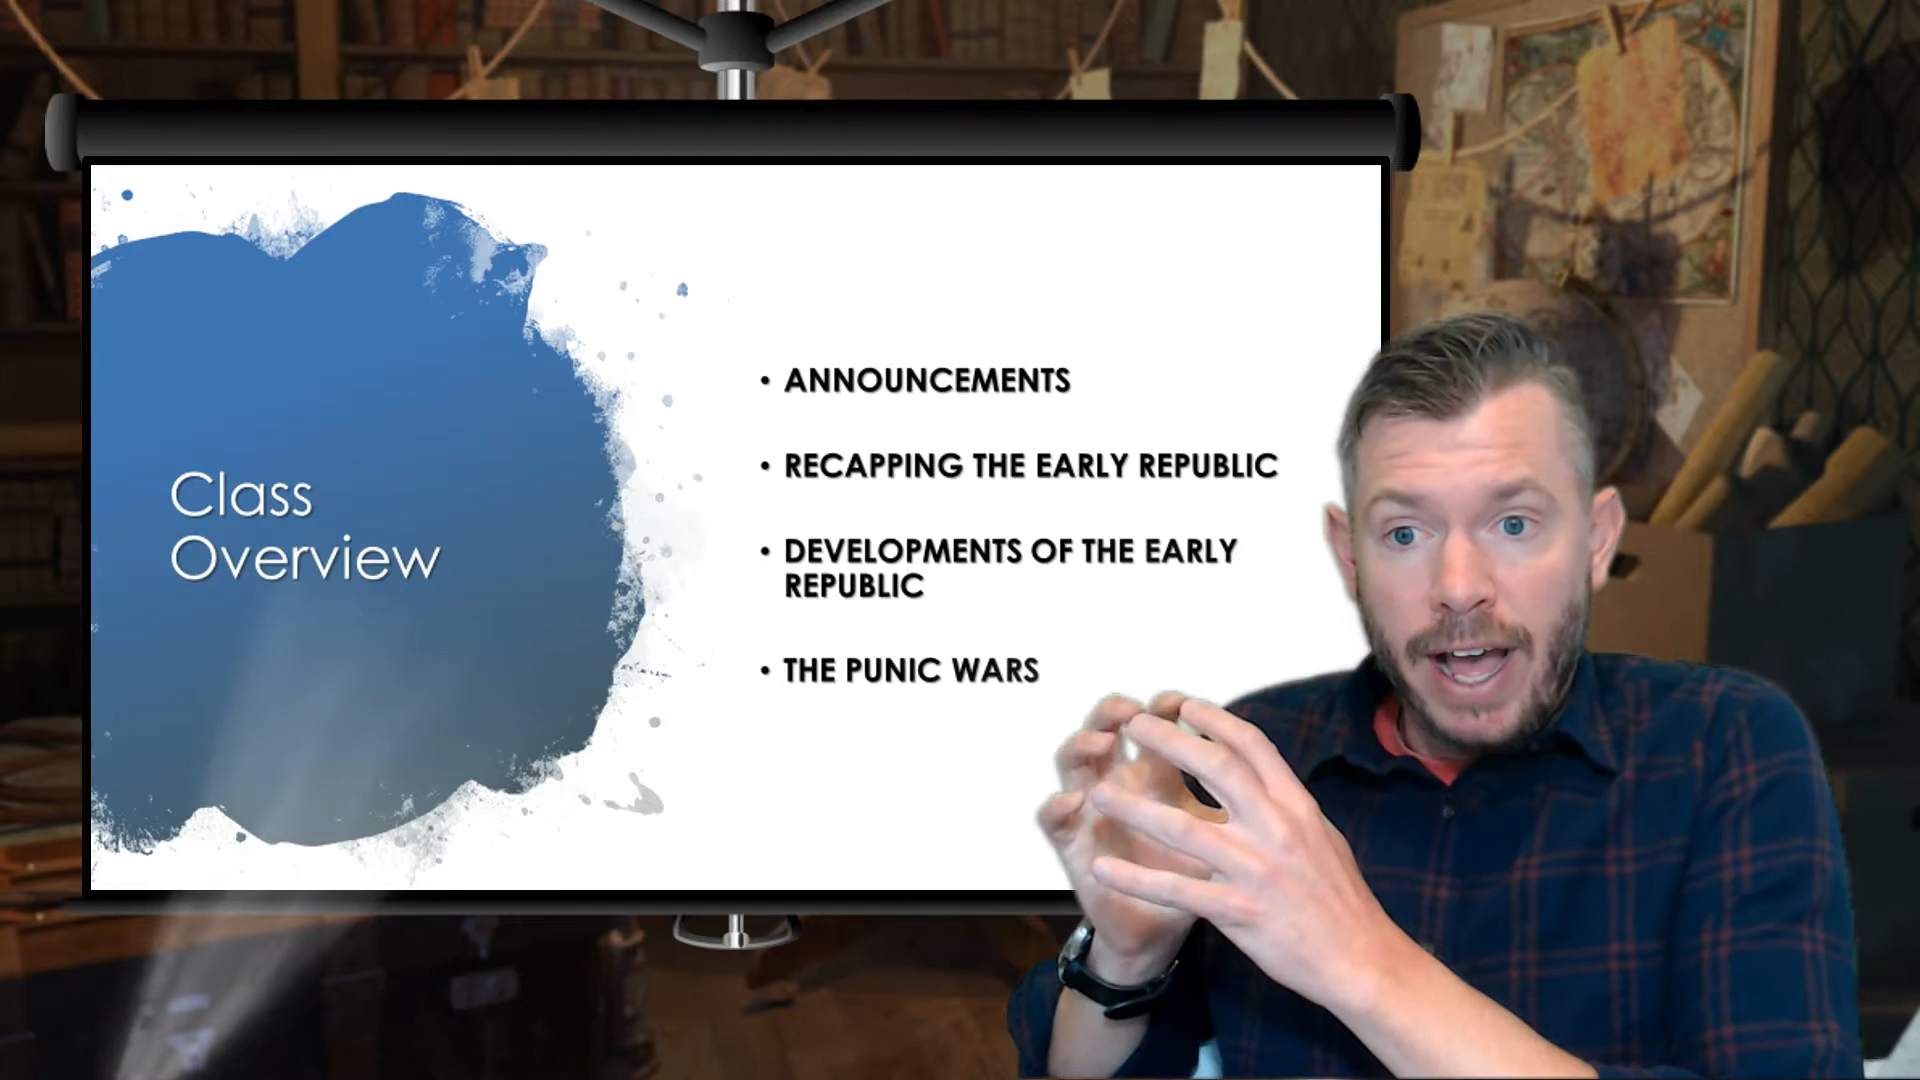 Class
Overview
• ANNOUNCEMENTS
• RECAPPING THE EARLY REPUBLIC
• DEVELOPMENTS OF THE EARLY
REPUBLIC
• THE PUNIC WARS